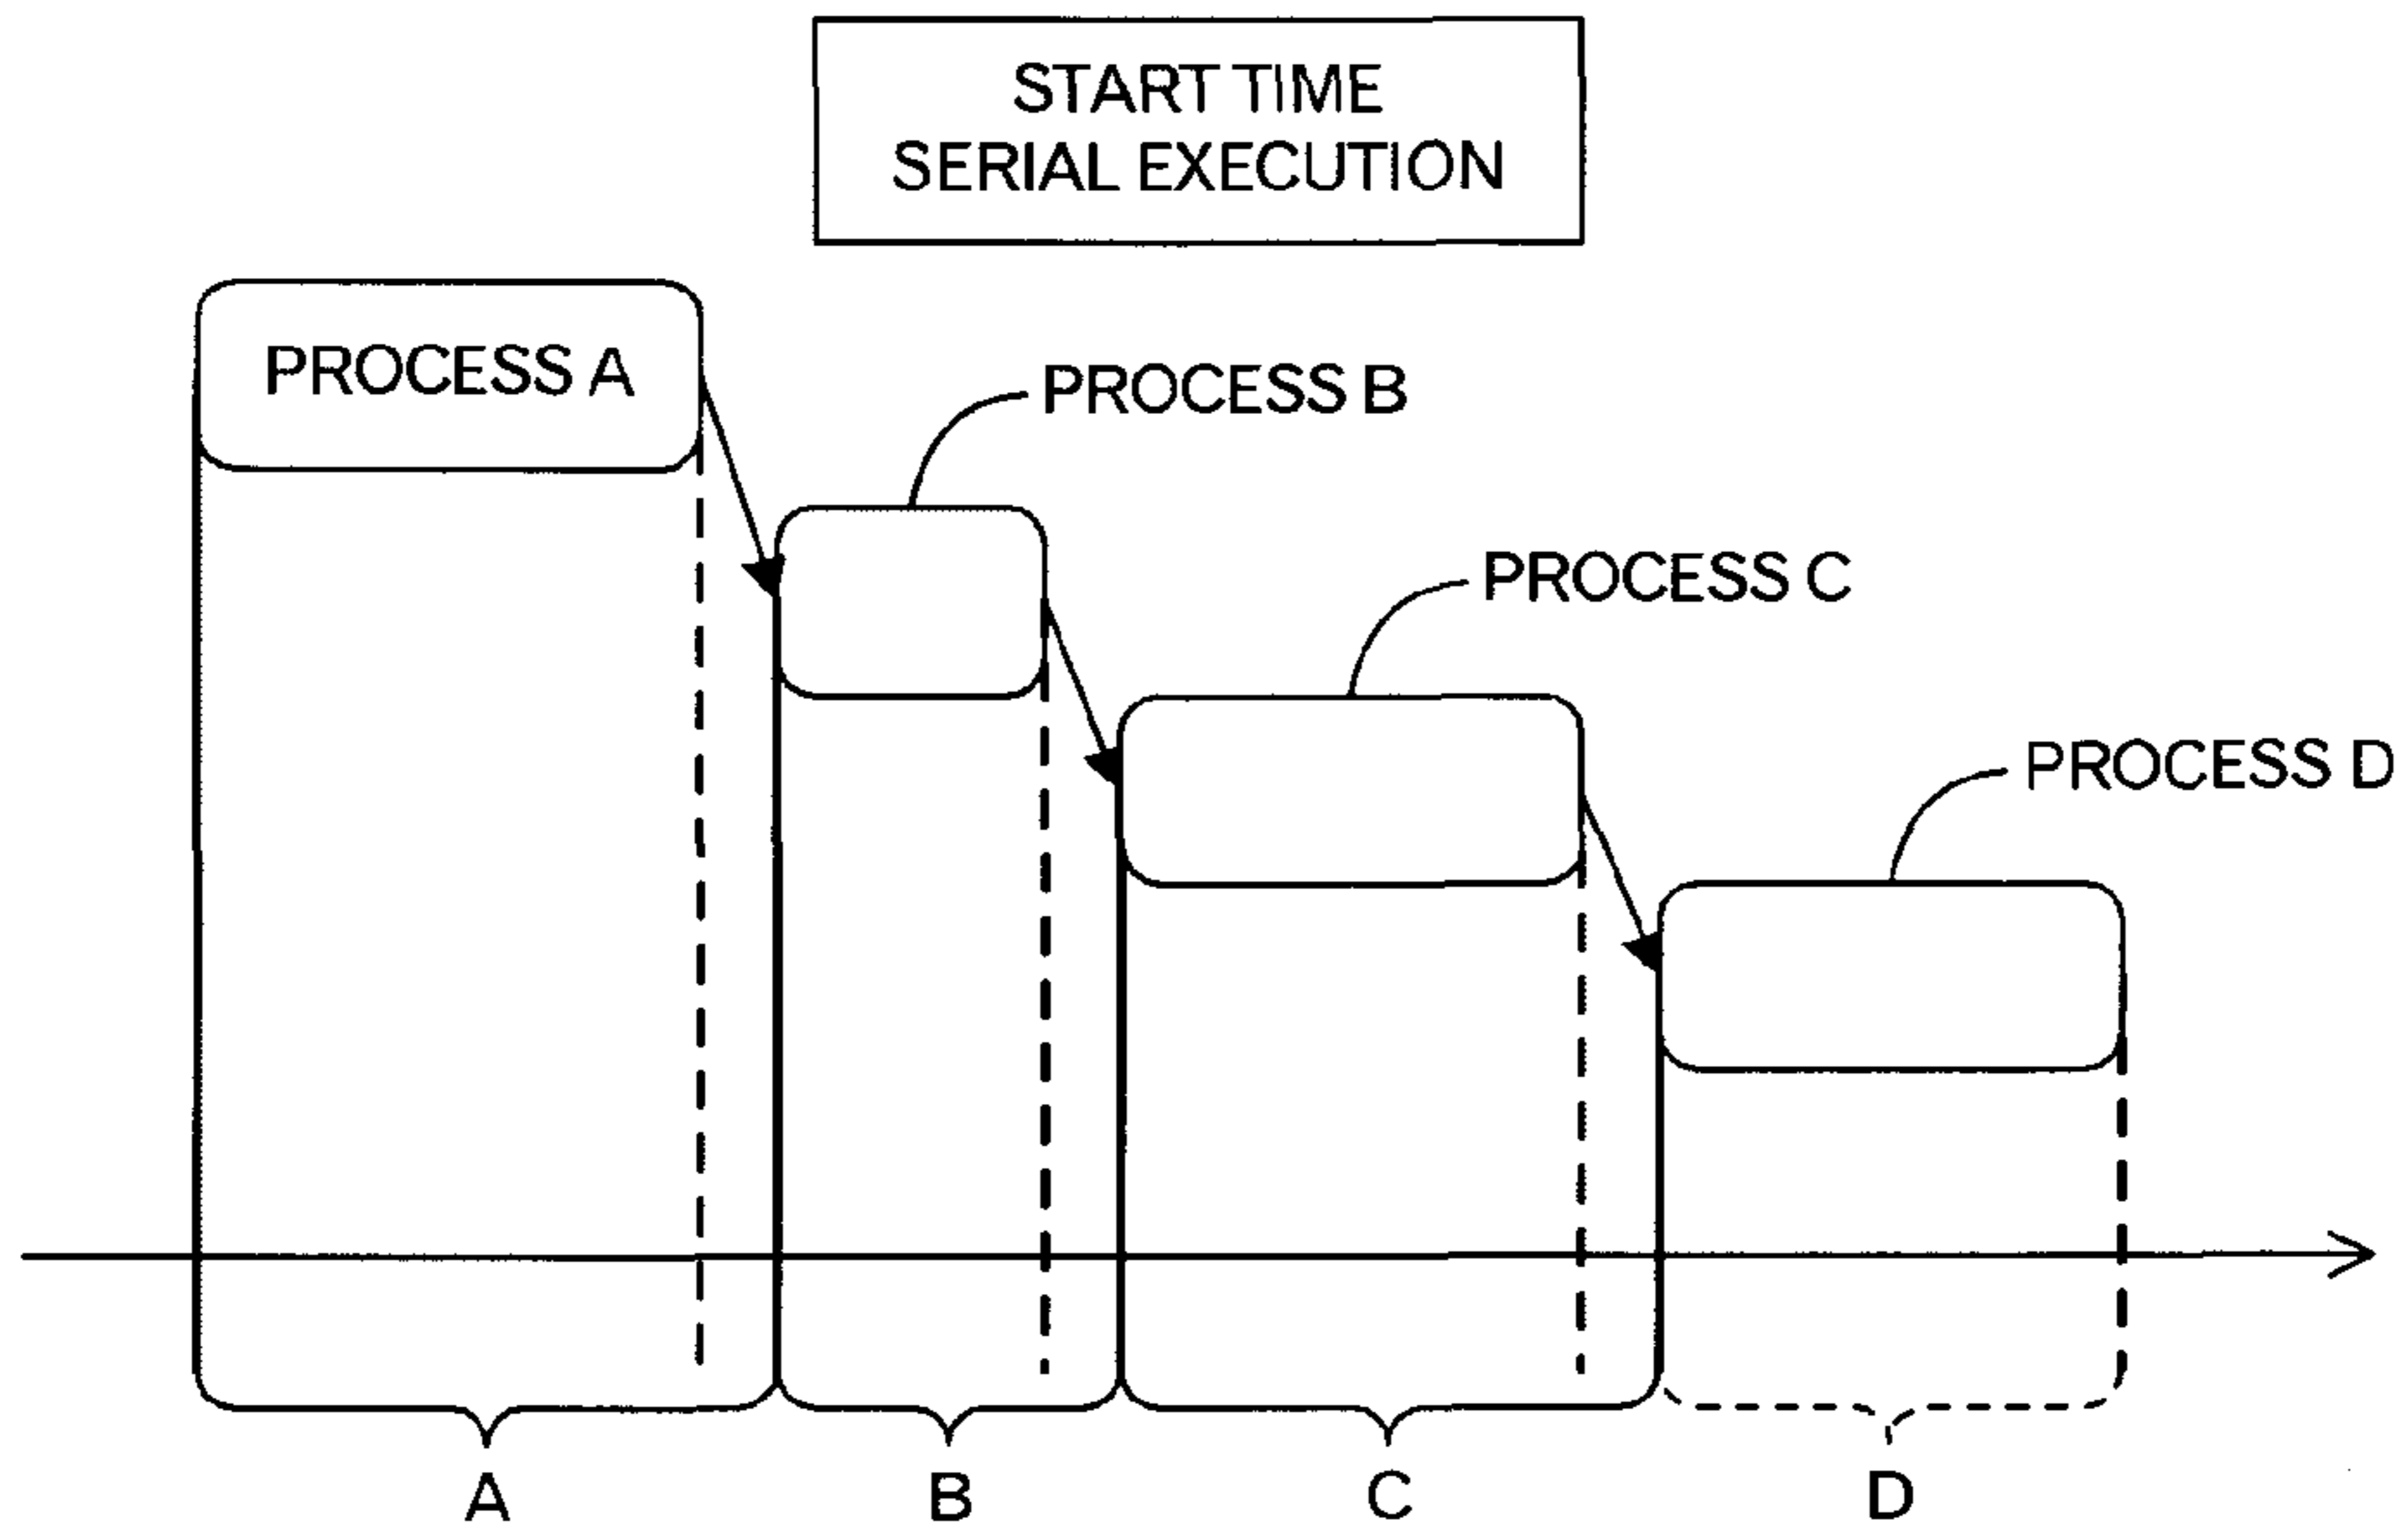 START TIME
SERIAL EXECUTION
PROCESS A
PROCESS B
PROCESS C
PROCESS D
A
B
C
D